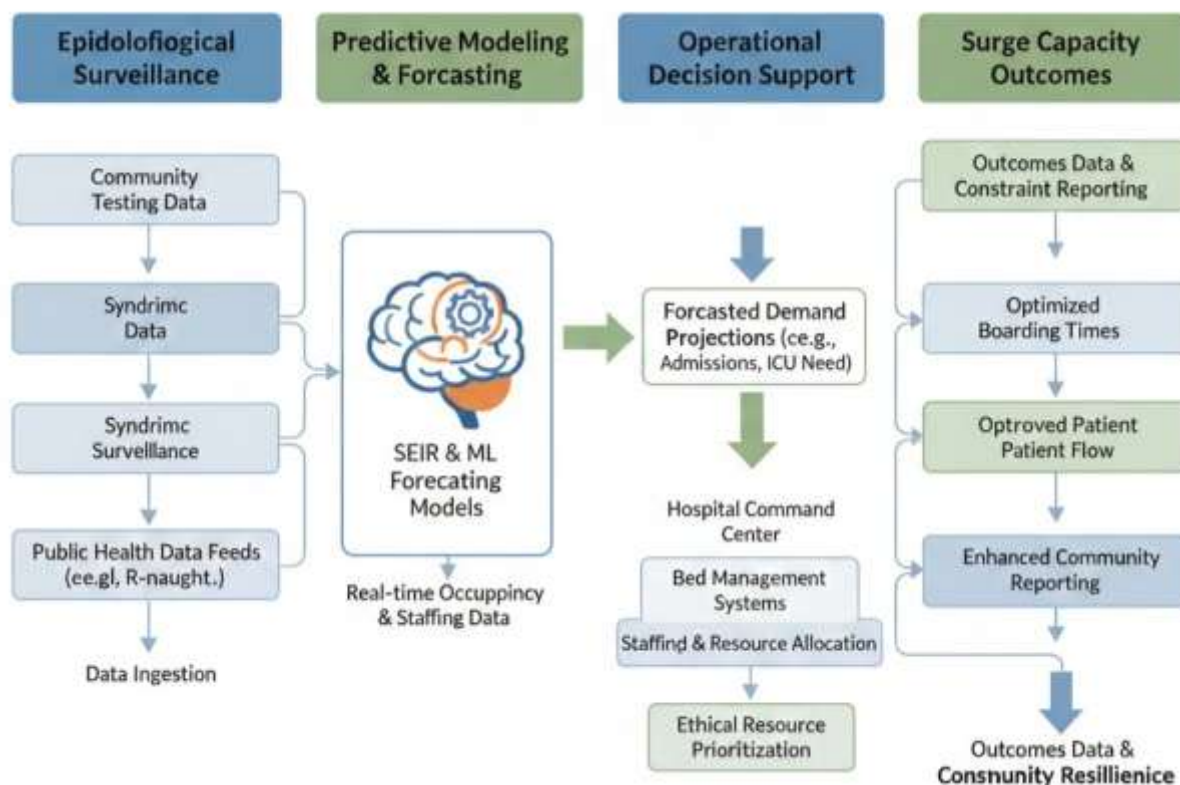 Epidolofiogical
Surveillance
Predictive Modeling
& Forcasting
Operational
Decision Support
Surge Capacity
Outcomes
Community
Testing Data
Syndrimc
Data
Syndrimc
Surveillance
Public Health Data Feeds
(ee.gl, R-naught.)
Data Ingestion
SEIR & ML
Forecating
Models
Real-time Occuppincy
& Staffing Data
Forcasted Demand
Projections (ce.g.,
Admissions, ICU Need)
Hospital Command
Center
Bed Management
Systems
Staffind & Resource Allocation
Ethical Resource
Prioritization
Outcomes Data &
Constraint Reporting
Optimized
Boarding Times
Optroved Patient
Patient Flow
Enhanced Community
Reporting
Outcomes Data &
Consnunity Resillienice